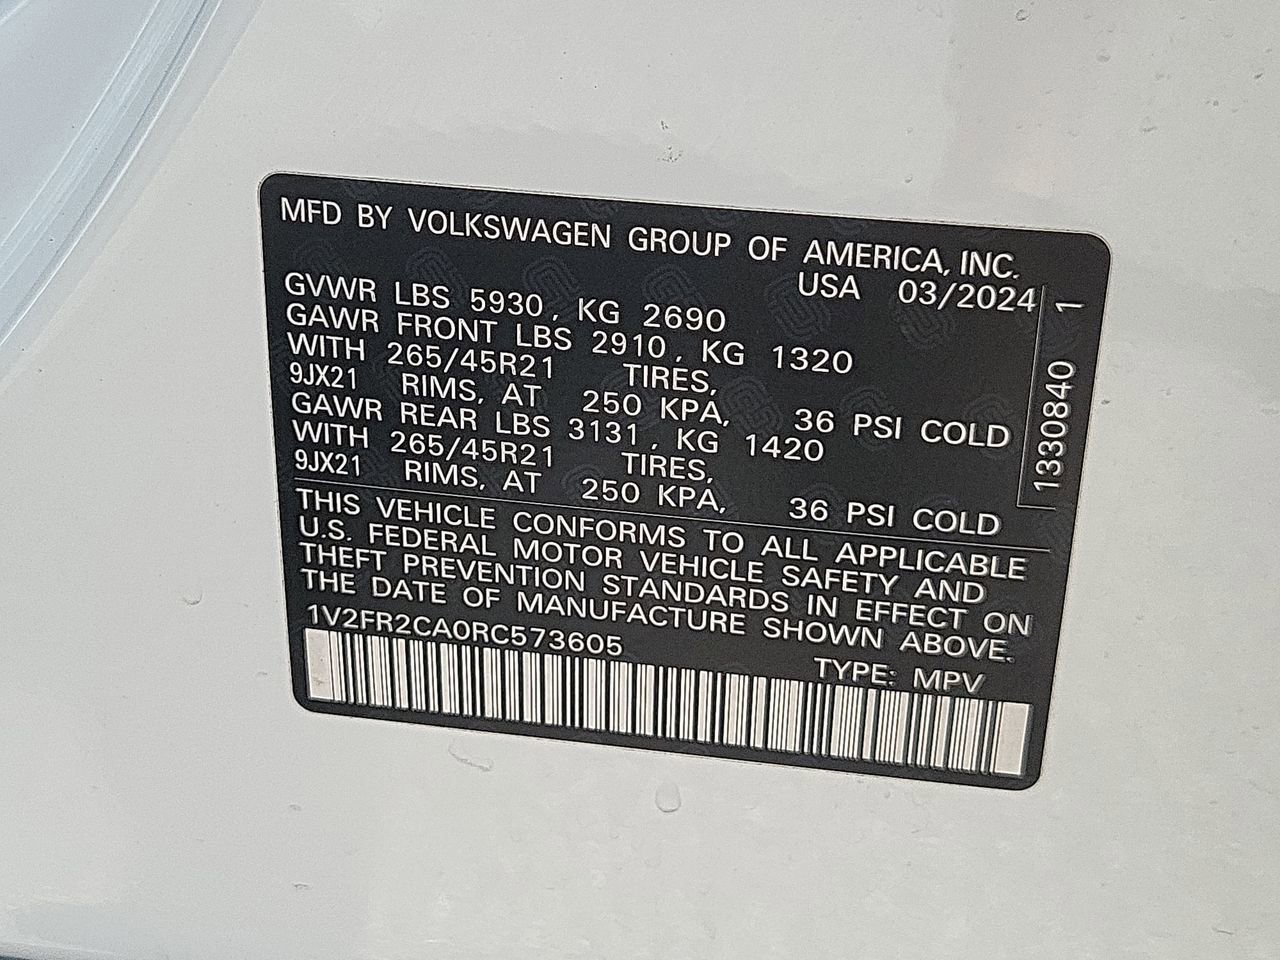 MFD BY VOLKSWAGEN GROUP OF AMERICA, INC.
USA 03/2024
GVWR LBS 5930, KG 2690
GAWR FRONT LBS 2910, KG 1320
WITH 265/45R21 TIRES,
9JX21 RIMS, AT 250 KPA, 36 PSI COLD
GAWR REAR LBS 3131, KG 1420
WITH 265/45R21 TIRES,
9JX21 RIMS, AT 250 KPA, 36 PSI COLD
1330840 1
THIS VEHICLE CONFORMS TO ALL APPLICABLE
U.S. FEDERAL MOTOR VEHICLE SAFETY AND
THEFT PREVENTION STANDARDS IN EFFECT ON
THE DATE OF MANUFACTURE SHOWN ABOVE.
1V2FR2CA0RC573605
TYPE: MPV